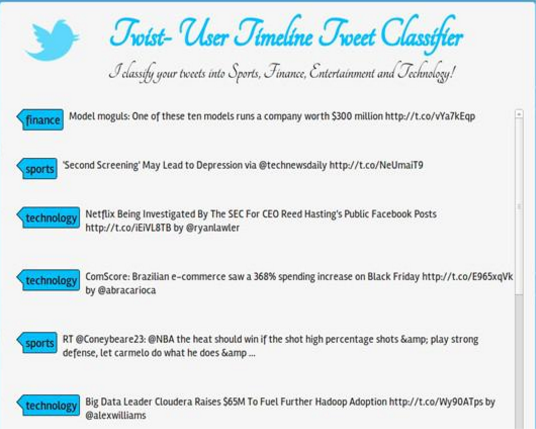 Twist- User Timeline Tweet Classifier
I classify your tweets into Sports, Finance, Entertainment and Technology!
finance Model moguls: One of these ten models runs a company worth $300 million http://t.co/vYa7kEqp
sports 'Second Screening' May Lead to Depression via @technewsdaily http://t.co/NeUmaiT9
technology Netflix Being Investigated By The SEC For CEO Reed Hasting's Public Facebook Posts
http://t.co/iEiVL8TB by @ryanlawler
technology ComScore: Brazilian e-commerce saw a 368% spending increase on Black Friday http://t.co/E965xqVk
by @abracarioca
sports RT @Coneybeare23: @NBA the heat should win if the shot high percentage shots &amp; play strong
defense, let carmelo do what he does &amp ...
technology Big Data Leader Cloudera Raises $65M To Fuel Further Hadoop Adoption http://t.co/Wy90ATps by
@alexwilliams